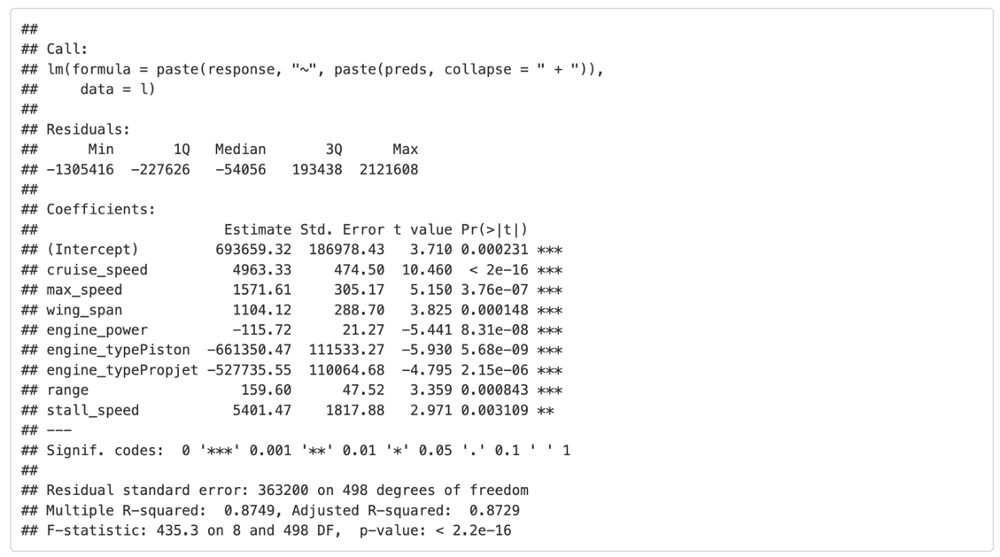 ##
## Call:
## lm(formula = paste(response, "~", paste(preds, collapse = " + ")),
##     data = l)
##
## Residuals:
##      Min       1Q   Median       3Q      Max
## -1305416  -227626   -54056   193438  2121608
##
## Coefficients:
##                      Estimate Std. Error t value Pr(>|t|)
## (Intercept)         693659.32  186978.43   3.710 0.000231 ***
## cruise_speed          4963.33     474.50  10.460  < 2e-16 ***
## max_speed             1571.61     305.17   5.150 3.76e-07 ***
## wing_span             1104.12     288.70   3.825 0.000148 ***
## engine_power          -115.72      21.27  -5.441 8.31e-08 ***
## engine_typePiston  -661350.47  111533.27  -5.930 5.68e-09 ***
## engine_typePropjet -527735.55  110064.68  -4.795 2.15e-06 ***
## range                  159.60      47.52   3.359 0.000843 ***
## stall_speed           5401.47    1817.88   2.971 0.003109 **
## ---
## Signif. codes:  0 '***' 0.001 '**' 0.01 '*' 0.05 '.' 0.1 ' ' 1
##
## Residual standard error: 363200 on 498 degrees of freedom
## Multiple R-squared:  0.8749, Adjusted R-squared:  0.8729
## F-statistic: 435.3 on 8 and 498 DF,  p-value: < 2.2e-16